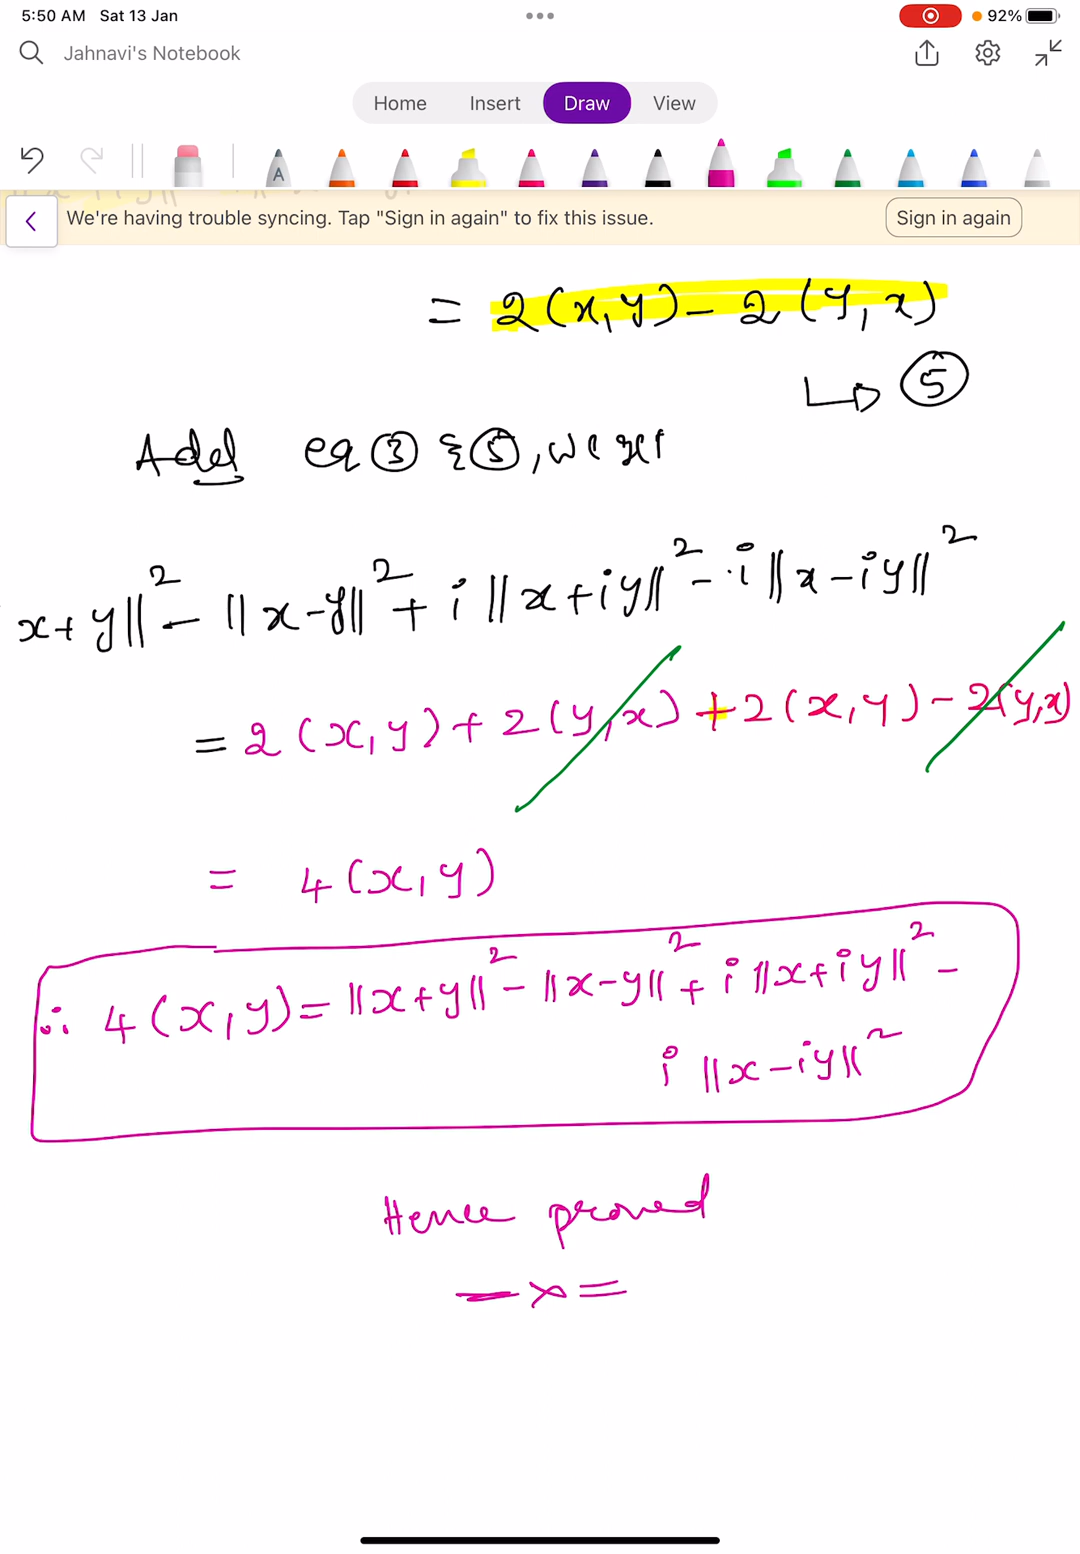 5:50 AM Sat 13 Jan
92%
Jahnavi's Notebook
Home Insert Draw View
A
We're having trouble syncing. Tap "Sign in again" to fix this issue.
Sign in again
= 2(x,y) - 2(y,x)
↳ ⑤
Add eq ③ & ⑤, we get
x+y||² - ||x-y||² + i||x+iy||² - i||x-iy||²
= 2(x,y) + 2(y,x) + 2(x,y) - 2(y,x)
= 4(x,y)
∴ 4(x,y) = ||x+y||² - ||x-y||² + i||x+iy||² -
i||x-iy||²
Hence proved
— x =